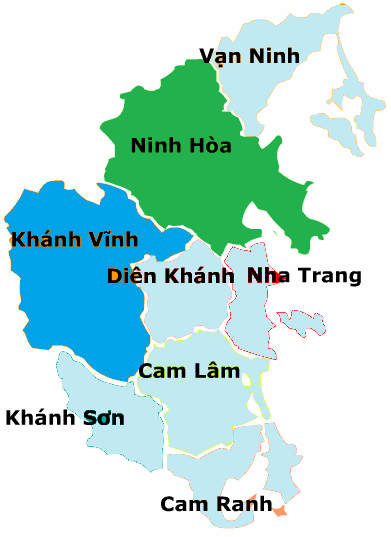 Vạn Ninh
Ninh Hòa
Khánh Vĩnh
Diên Khánh
Nha Trang
Cam Lâm
Khánh Sơn
Cam Ranh